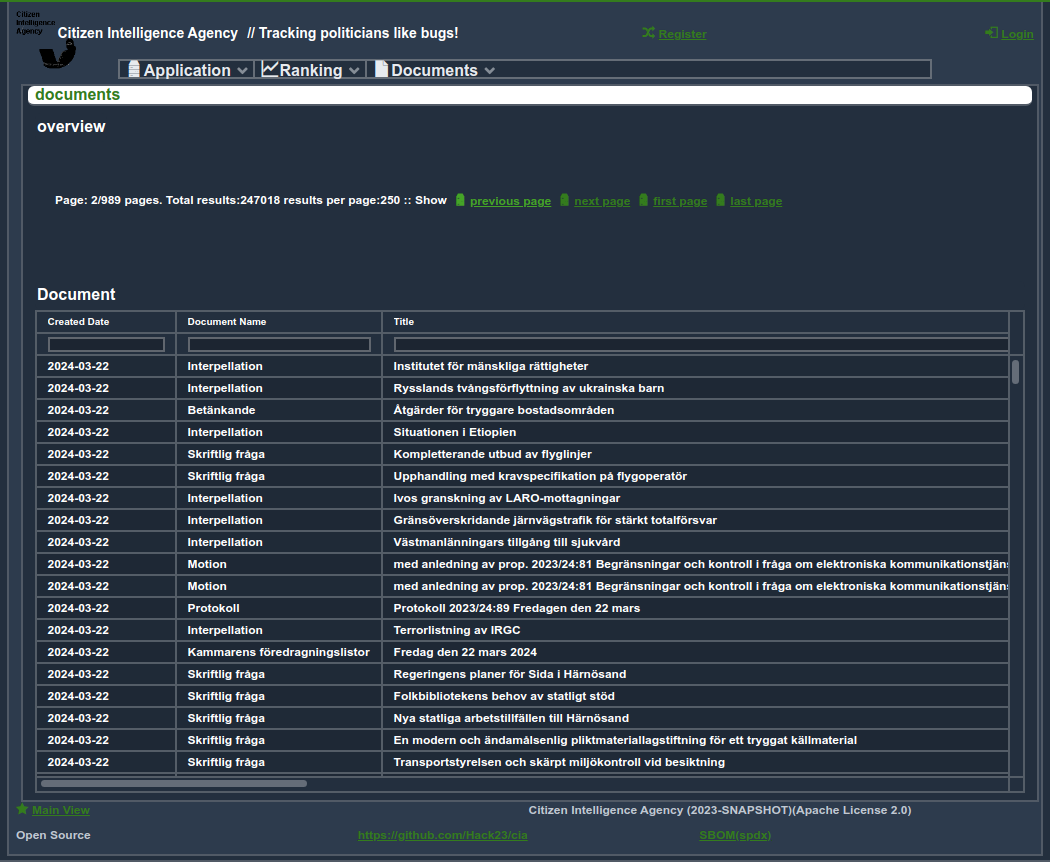 Citizen
Intelligence
Agency
Citizen Intelligence Agency // Tracking politicians like bugs!
Register
Login
Application
Ranking
Documents
documents
overview
Page: 2/989 pages. Total results:247018 results per page:250 :: Show previous page next page first page last page
Document
Created Date Document Name Title
2024-03-22 Interpellation Institutet för mänskliga rättigheter
2024-03-22 Interpellation Rysslands tvångsförflyttning av ukrainska barn
2024-03-22 Betänkande Åtgärder för tryggare bostadsområden
2024-03-22 Interpellation Situationen i Etiopien
2024-03-22 Skriftlig fråga Kompletterande utbud av flyglinjer
2024-03-22 Skriftlig fråga Upphandling med kravspecifikation på flygoperatör
2024-03-22 Interpellation Ivos granskning av LARO-mottagningar
2024-03-22 Interpellation Gränsöverskridande järnvägstrafik för stärkt totalförsvar
2024-03-22 Interpellation Västmanlänningars tillgång till sjukvård
2024-03-22 Motion med anledning av prop. 2023/24:81 Begränsningar och kontroll i fråga om elektroniska kommunikationstjäns
2024-03-22 Motion med anledning av prop. 2023/24:81 Begränsningar och kontroll i fråga om elektroniska kommunikationstjäns
2024-03-22 Protokoll Protokoll 2023/24:89 Fredagen den 22 mars
2024-03-22 Interpellation Terrorlistning av IRGC
2024-03-22 Kammarens föredragningslistor Fredag den 22 mars 2024
2024-03-22 Skriftlig fråga Regeringens planer för Sida i Härnösand
2024-03-22 Skriftlig fråga Folkbibliotekens behov av statligt stöd
2024-03-22 Skriftlig fråga Nya statliga arbetstillfällen till Härnösand
2024-03-22 Skriftlig fråga En modern och ändamålsenlig pliktmateriallagstiftning för ett tryggat källmaterial
2024-03-22 Skriftlig fråga Transportstyrelsen och skärpt miljökontroll vid besiktning
Main View
Citizen Intelligence Agency (2023-SNAPSHOT)(Apache License 2.0)
Open Source
https://github.com/Hack23/cia
SBOM(spdx)